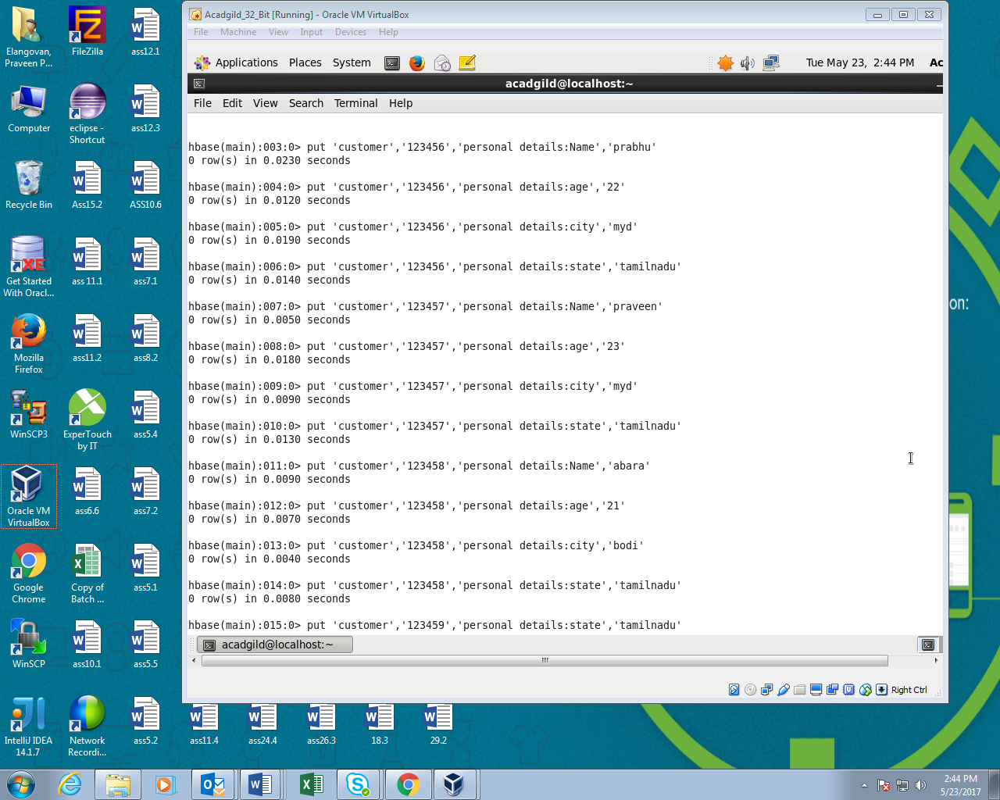 Acadgild_32_Bit [Running] - Oracle VM VirtualBox
File Machine View Input Devices Help
Applications Places System Tue May 23, 2:44 PM Ac
acadgild@localhost:~
File Edit View Search Terminal Help
hbase(main):003:0> put 'customer','123456','personal details:Name','prabhu'
0 row(s) in 0.0230 seconds
hbase(main):004:0> put 'customer','123456','personal details:age','22'
0 row(s) in 0.0120 seconds
hbase(main):005:0> put 'customer','123456','personal details:city','myd'
0 row(s) in 0.0190 seconds
hbase(main):006:0> put 'customer','123456','personal details:state','tamilnadu'
0 row(s) in 0.0140 seconds
hbase(main):007:0> put 'customer','123457','personal details:Name','praveen'
0 row(s) in 0.0050 seconds
hbase(main):008:0> put 'customer','123457','personal details:age','23'
0 row(s) in 0.0180 seconds
hbase(main):009:0> put 'customer','123457','personal details:city','myd'
0 row(s) in 0.0090 seconds
hbase(main):010:0> put 'customer','123457','personal details:state','tamilnadu'
0 row(s) in 0.0130 seconds
hbase(main):011:0> put 'customer','123458','personal details:Name','abara'
0 row(s) in 0.0090 seconds
hbase(main):012:0> put 'customer','123458','personal details:age','21'
0 row(s) in 0.0070 seconds
hbase(main):013:0> put 'customer','123458','personal details:city','bodi'
0 row(s) in 0.0040 seconds
hbase(main):014:0> put 'customer','123458','personal details:state','tamilnadu'
0 row(s) in 0.0080 seconds
hbase(main):015:0> put 'customer','123459','personal details:state','tamilnadu'
acadgild@localhost:~
Right Ctrl
on:
Elangovan,
Praveen P...
FileZilla
ass12.1
Computer
eclipse -
Shortcut
ass12.3
Recycle Bin
Ass15.2
ASS10.6
XE
Get Started
With Oracl...
ass 11.1
ass7.1
Mozilla
Firefox
ass11.2
ass8.2
WinSCP3
ExperTouch
by IT
ass5.4
Oracle VM
VirtualBox
ass6.6
ass7.2
Google
Chrome
Copy of
Batch ...
ass5.1
WinSCP
ass10.1
ass5.5
IntelliJ IDEA
14.1.7
Network
Recordi...
ass5.2
ass11.4
ass24.4
ass26.3
18.3
29.2
2:44 PM
5/23/2017